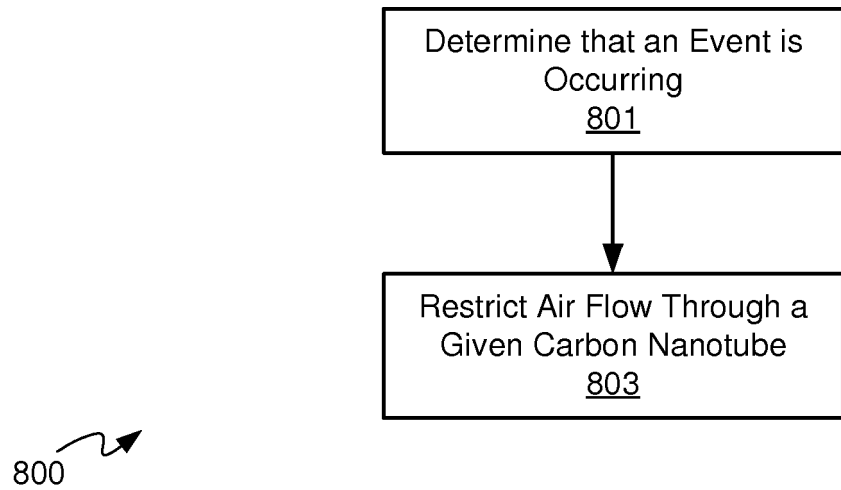 Determine that an Event is
Occurring
801
Restrict Air Flow Through a
Given Carbon Nanotube
803
800